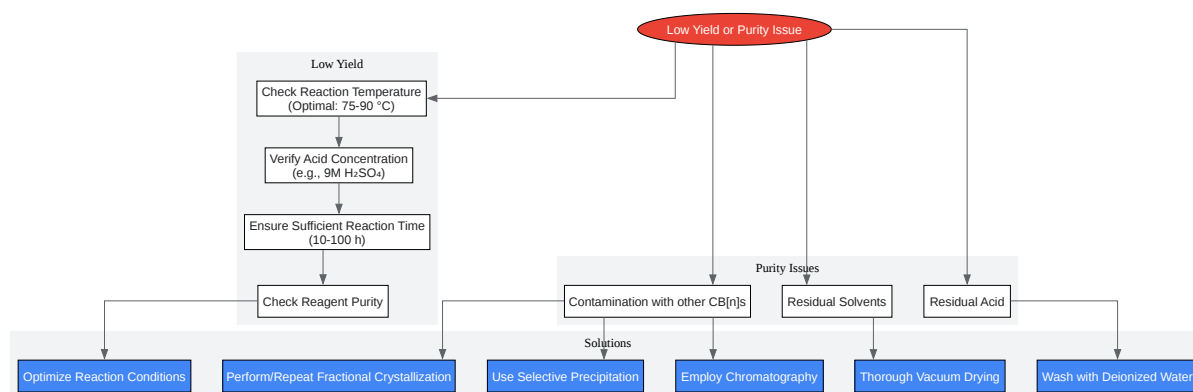 Low Yield or Purity Issue
Low Yield
Check Reaction Temperature
(Optimal: 75-90 °C)
Verify Acid Concentration
(e.g., 9M H₂SO₄)
Ensure Sufficient Reaction Time
(10-100 h)
Check Reagent Purity
Purity Issues
Contamination with other CB[n]s
Residual Solvents
Residual Acid
Solutions
Optimize Reaction Conditions
Perform/Repeat Fractional Crystallization
Use Selective Precipitation
Employ Chromatography
Thorough Vacuum Drying
Wash with Deionized Water